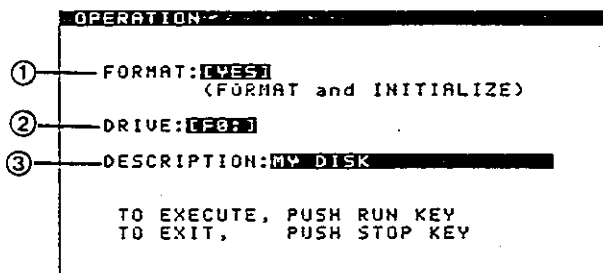 OPERATION
① FORMAT:[YES]
(FORMAT and INITIALIZE)
② DRIVE:[F0:]
③ DESCRIPTION:MY DISK
TO EXECUTE, PUSH RUN KEY
TO EXIT, PUSH STOP KEY